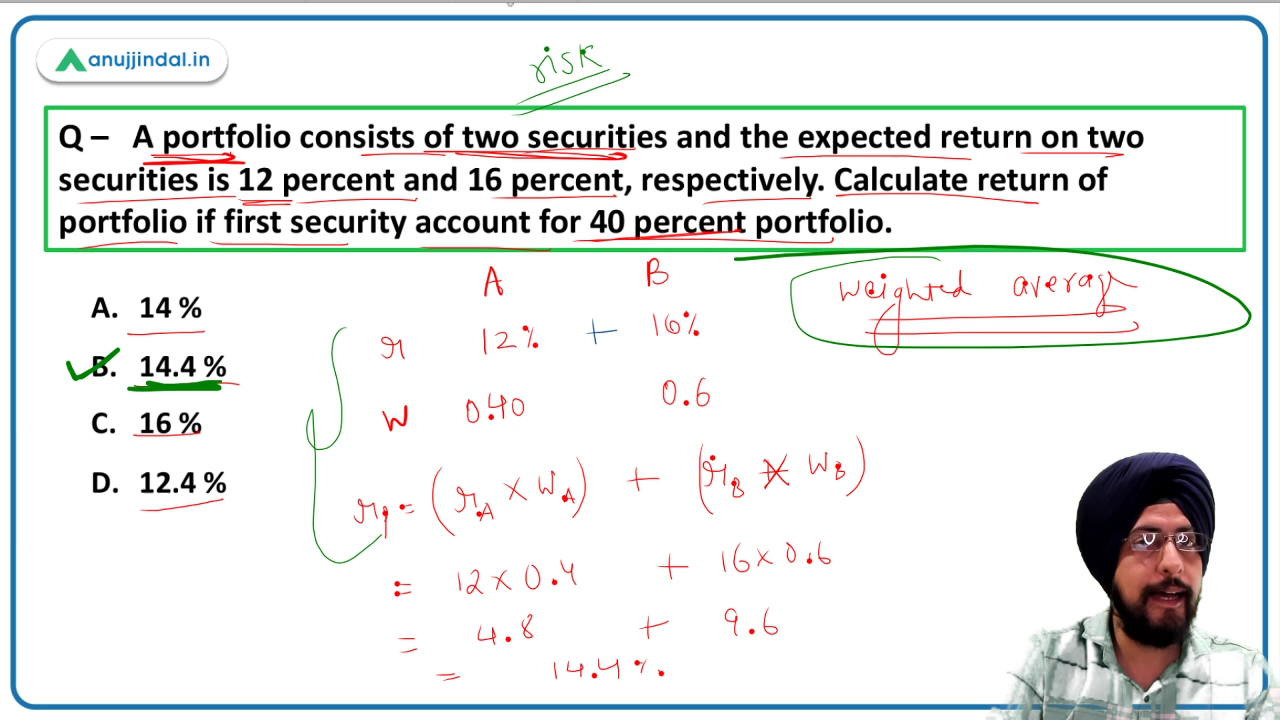 risk
anujjindal.in
Q – A portfolio consists of two securities and the expected return on two
securities is 12 percent and 16 percent, respectively. Calculate return of
portfolio if first security account for 40 percent portfolio.
weighted average
A B
A. 14 %
r 12% + 16%
B. 14.4 %
W 0.40 0.6
C. 16 %
D. 12.4 %
rp = (rA × WA) + (rB × WB)
= 12 × 0.4 + 16 × 0.6
= 4.8 + 9.6
= 14.4%